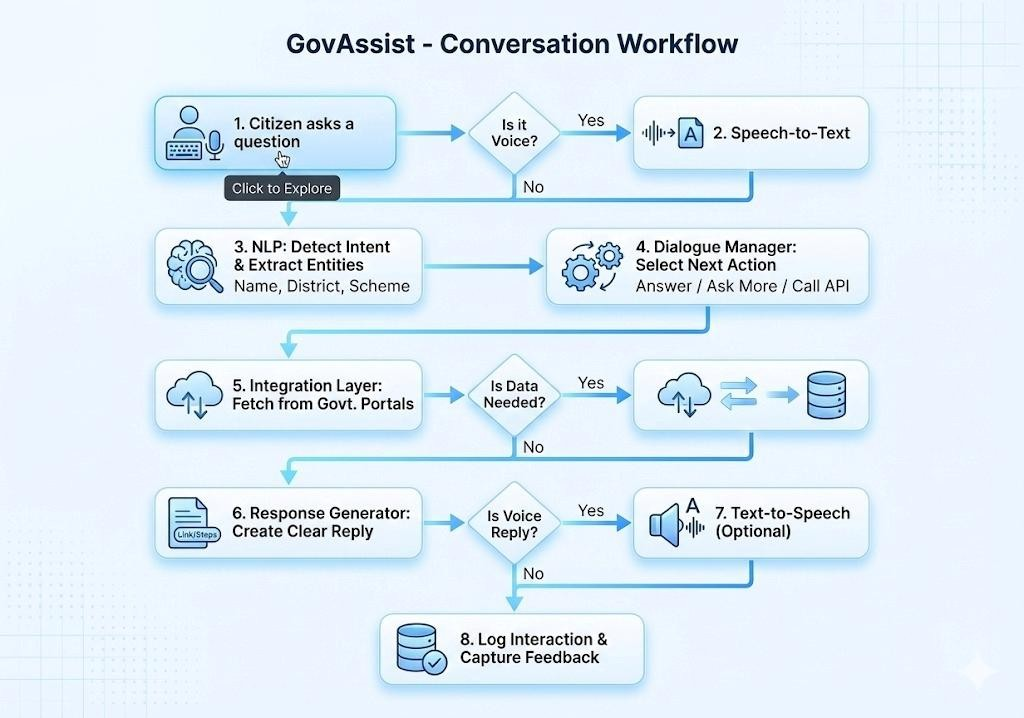 GovAssist - Conversation Workflow
1. Citizen asks a
question
Click to Explore
Is it
Voice?
Yes
No
A
2. Speech-to-Text
3. NLP: Detect Intent
& Extract Entities
Name, District, Scheme
4. Dialogue Manager:
Select Next Action
Answer / Ask More / Call API
5. Integration Layer:
Fetch from Govt. Portals
Is Data
Needed?
Yes
No
Link/Steps
6. Response Generator:
Create Clear Reply
Is Voice
Reply?
Yes
No
A
7. Text-to-Speech
(Optional)
8. Log Interaction &
Capture Feedback